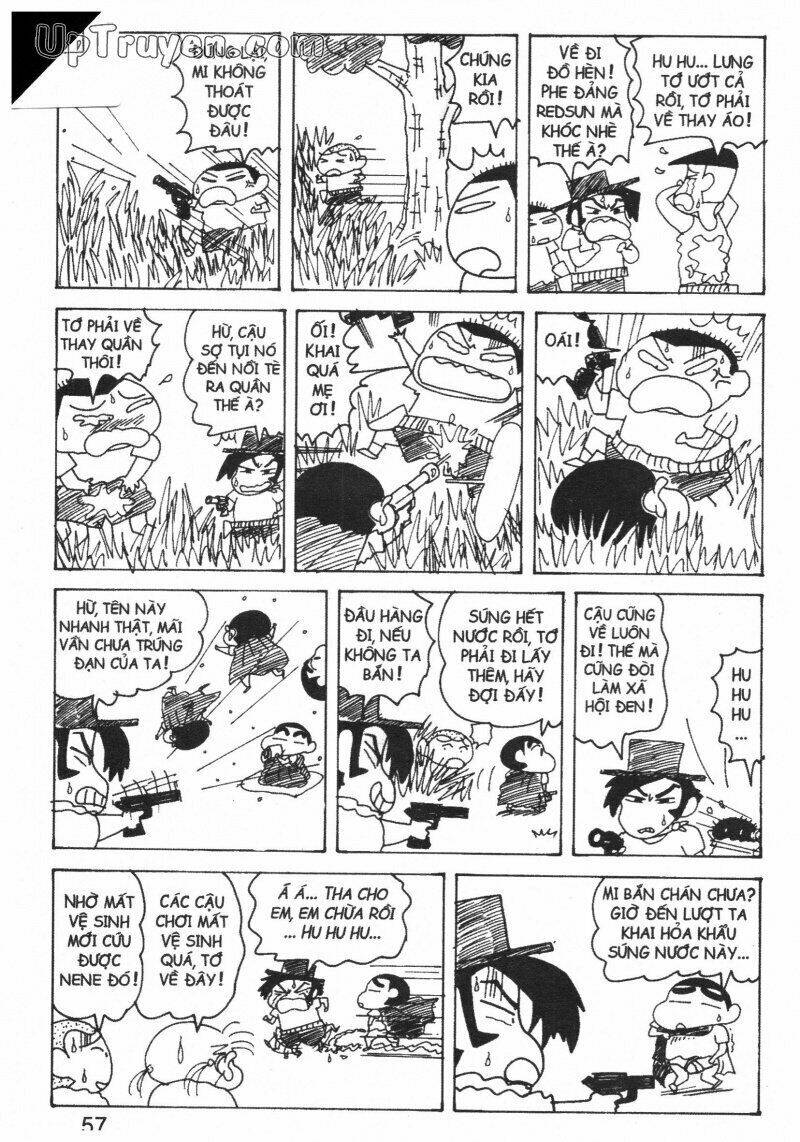 UpTruyen.com
HU HU... LƯNG
TỚ ƯỚT CẢ
RỒI, TỚ PHẢI
VỀ THAY ÁO!
VỀ ĐI
ĐỒ HÈN!
PHE ĐẢNG
REDSUN MÀ
KHÓC NHÈ
THẾ À?
CHÚNG
KIA
RỒI!
ĐỨNG LẠI,
MI KHÔNG
THOÁT
ĐƯỢC
ĐÂU!
OÁI!
ỐI!
KHAI
QUÁ
MẸ
ƠI!
TỚ PHẢI VỀ
THAY QUẦN
THÔI!
HỪ, CẬU
SỢ TỤI NÓ
ĐẾN NỖI TÈ
RA QUẦN
THẾ À?
HU
HU
HU
...
CẬU CŨNG
VỀ LUÔN
ĐI! THẾ MÀ
CŨNG ĐÒI
LÀM XÃ
HỘI ĐEN!
SÚNG HẾT
NƯỚC RỒI, TỚ
PHẢI ĐI LẤY
THÊM, HÃY
ĐỢI ĐẤY!
ĐẦU HÀNG
ĐI, NẾU
KHÔNG TA
BẮN!
HỪ, TÊN NÀY
NHANH THẬT, MÃI
VẪN CHƯA TRÚNG
ĐẠN CỦA TA!
MI BẮN CHÁN CHƯA?
GIỜ ĐẾN LƯỢT TA
KHAI HỎA KHẨU
SÚNG NƯỚC NÀY...
Á Á... THA CHO
EM, EM CHỪA RỒI
... HU HU HU...
CÁC CẬU
CHƠI MẤT
VỆ SINH
QUÁ, TỚ
VỀ ĐÂY!
NHỜ MẤT
VỆ SINH
MỚI CỨU
ĐƯỢC
NENE ĐÓ!
57